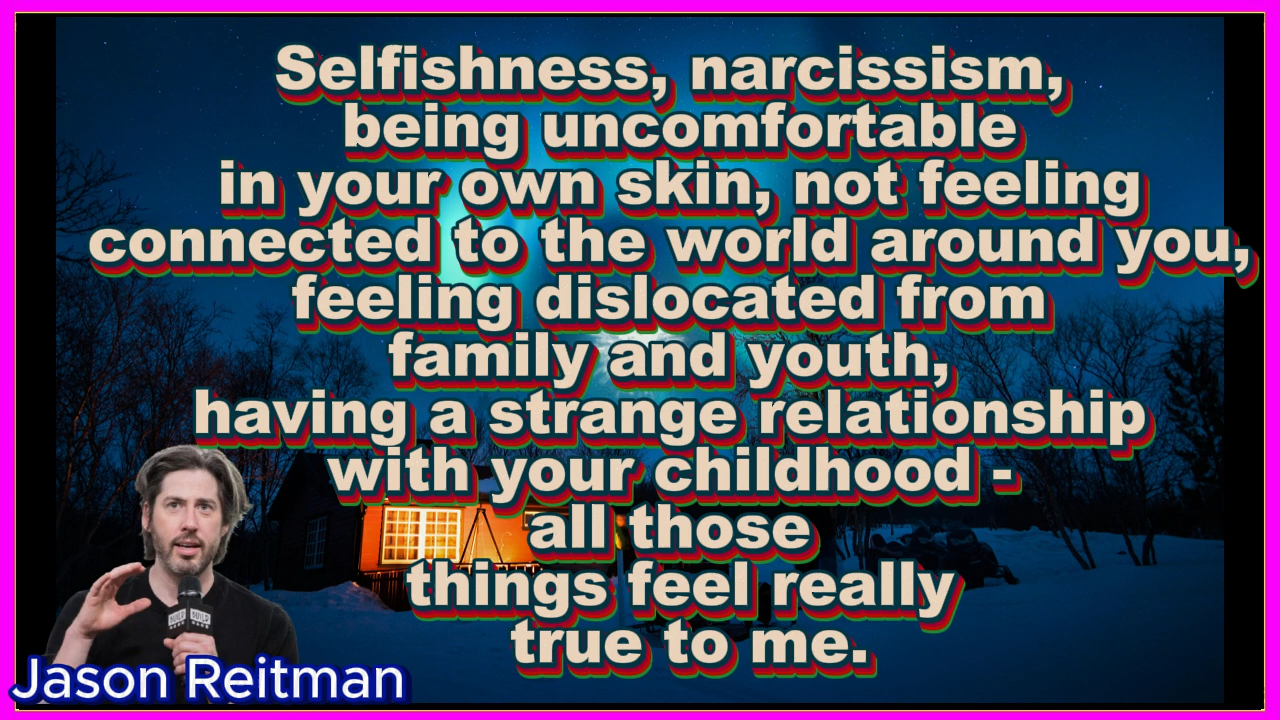 Selfishness, narcissism,
being uncomfortable
in your own skin, not feeling
connected to the world around you,
feeling dislocated from
family and youth,
having a strange relationship
with your childhood -
all those
things feel really
true to me.
Jason Reitman